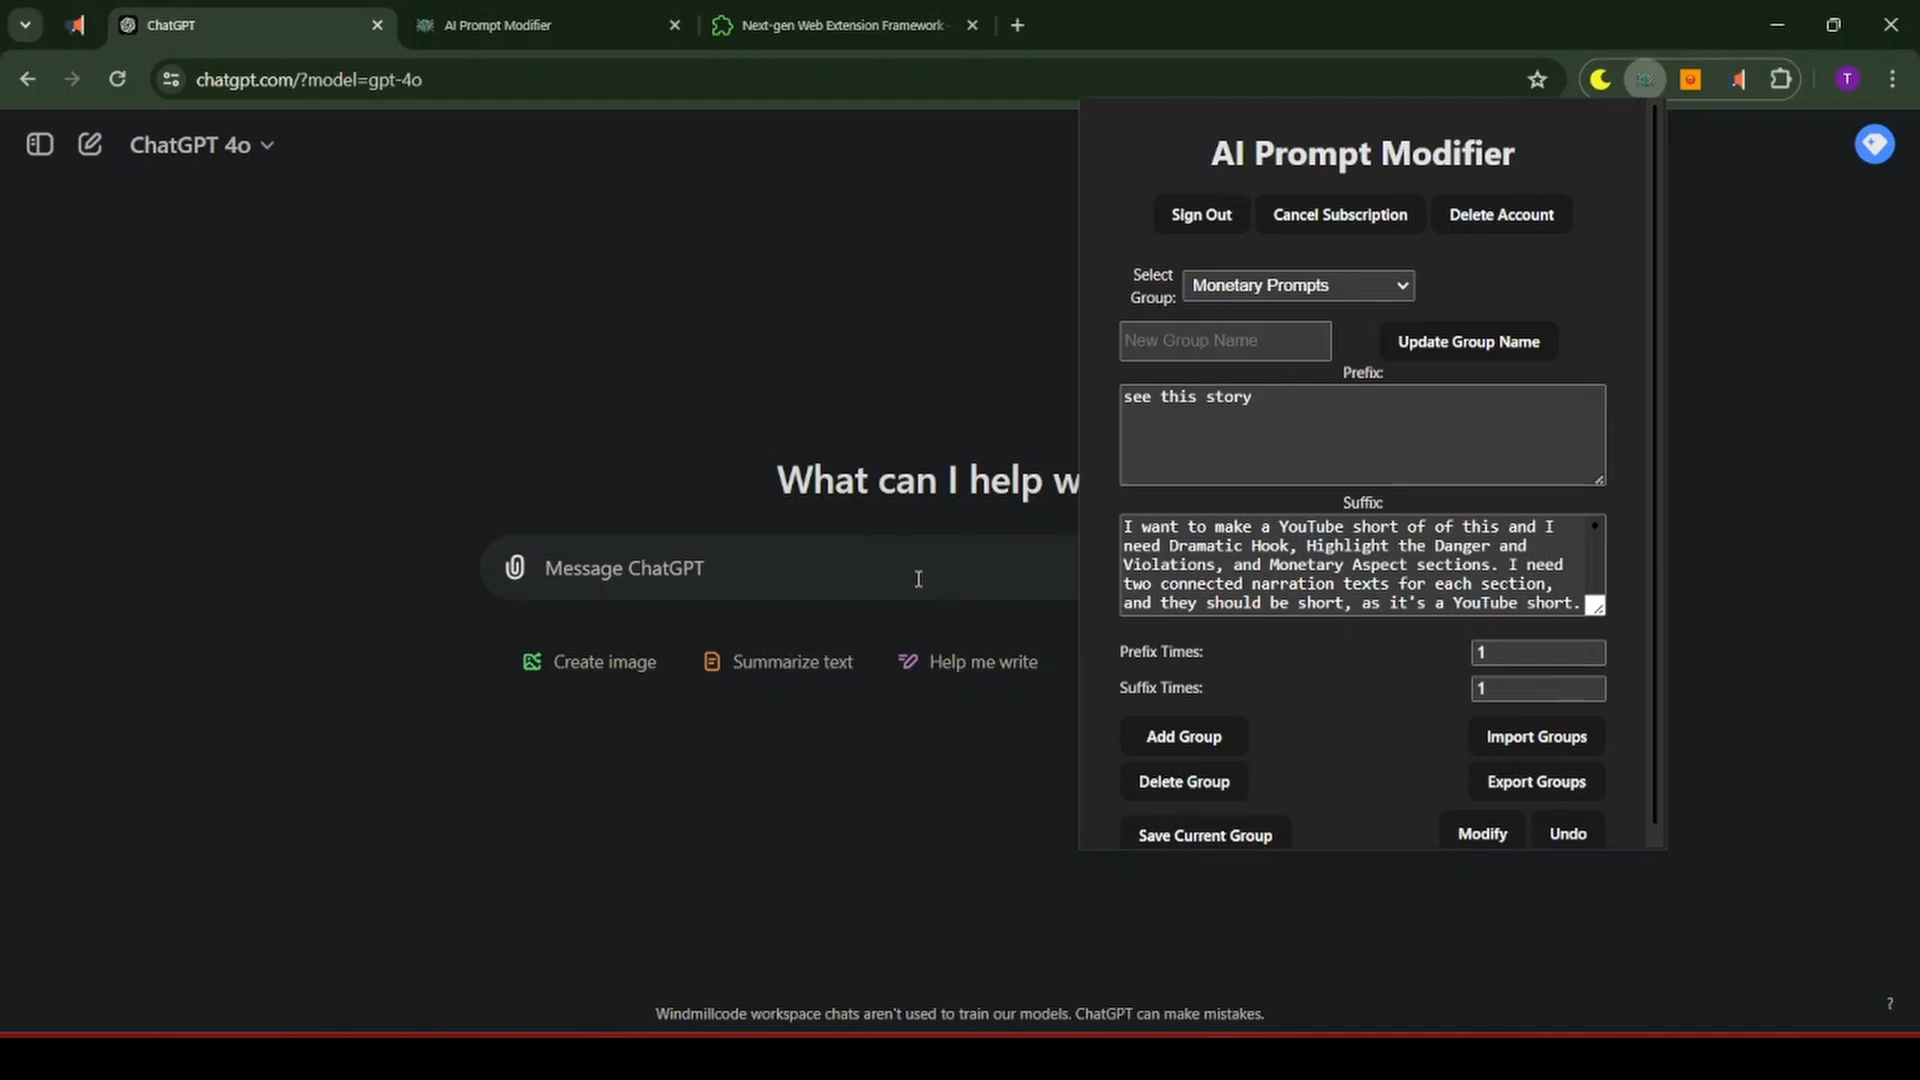 ChatGPT
AI Prompt Modifier
Next-gen Web Extension Framework
chatgpt.com/?model=gpt-4o
T
ChatGPT 4o
What can I help w
Message ChatGPT
Create image
Summarize text
Help me write
AI Prompt Modifier
Sign Out
Cancel Subscription
Delete Account
Select
Group:
Monetary Prompts
New Group Name
Update Group Name
Prefix:
see this story
Suffix:
I want to make a YouTube short of of this and I
need Dramatic Hook, Highlight the Danger and
Violations, and Monetary Aspect sections. I need
two connected narration texts for each section,
and they should be short, as it's a YouTube short.
Prefix Times:
1
Suffix Times:
1
Add Group
Import Groups
Delete Group
Export Groups
Save Current Group
Modify
Undo
Windmillcode workspace chats aren't used to train our models. ChatGPT can make mistakes.
?